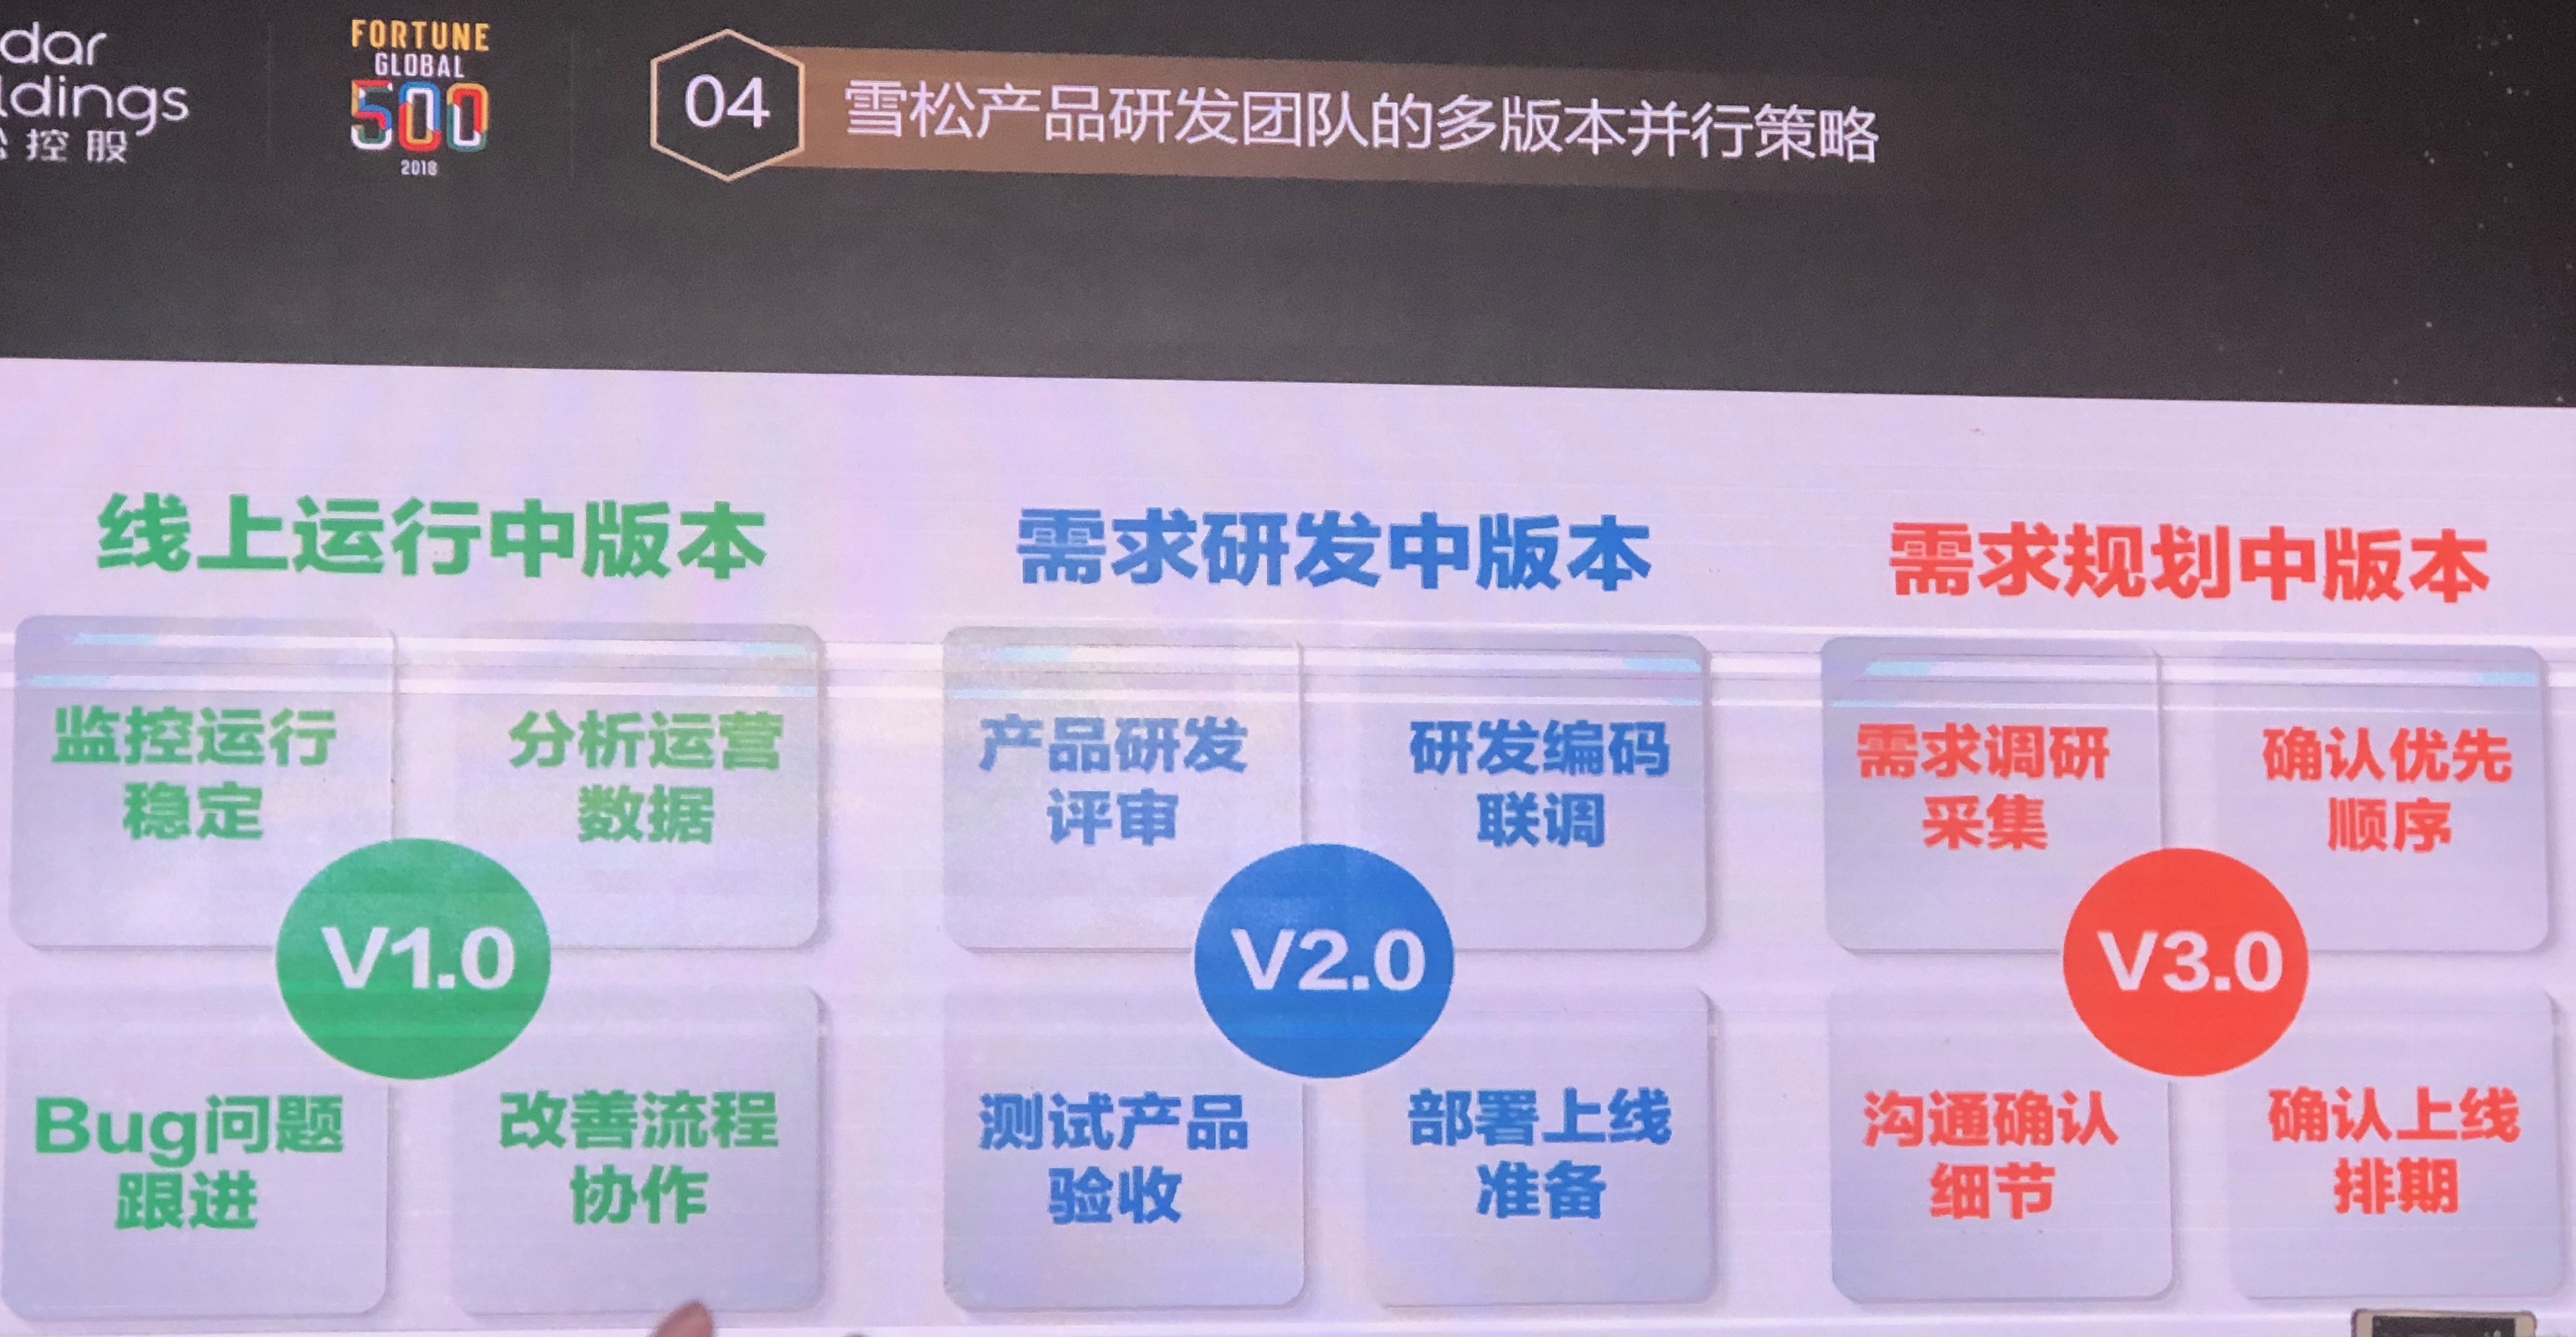 dar
ldings
控股
FORTUNE
GLOBAL
500
2018
04
雪松产品研发团队的多版本并行策略
线上运行中版本
监控运行
稳定
分析运营
数据
V1.0
Bug问题
跟进
改善流程
协作
需求研发中版本
产品研发
评审
研发编码
联调
V2.0
测试产品
验收
部署上线
准备
需求规划中版本
需求调研
采集
确认优先
顺序
V3.0
沟通确认
细节
确认上线
排期